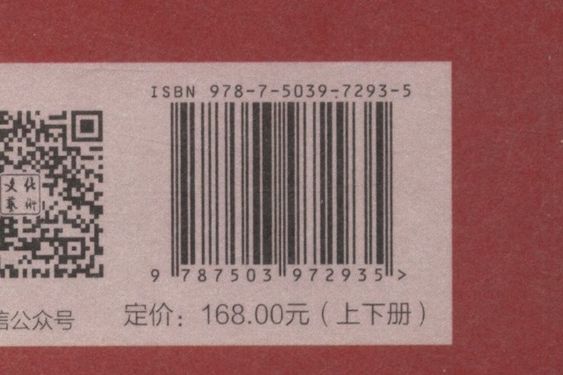 ISBN 978-7-5039-7293-5
文化
艺术
9 787503 972935 >
信公众号
定价：168.00元（上下册）